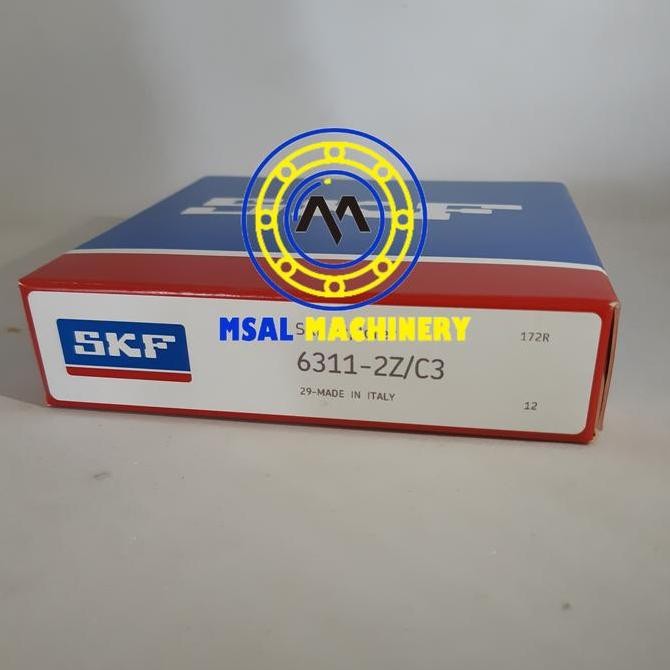 SKF
MSAL MACHINERY
SKF
172R
6311-2Z/C3
29-MADE IN ITALY
12